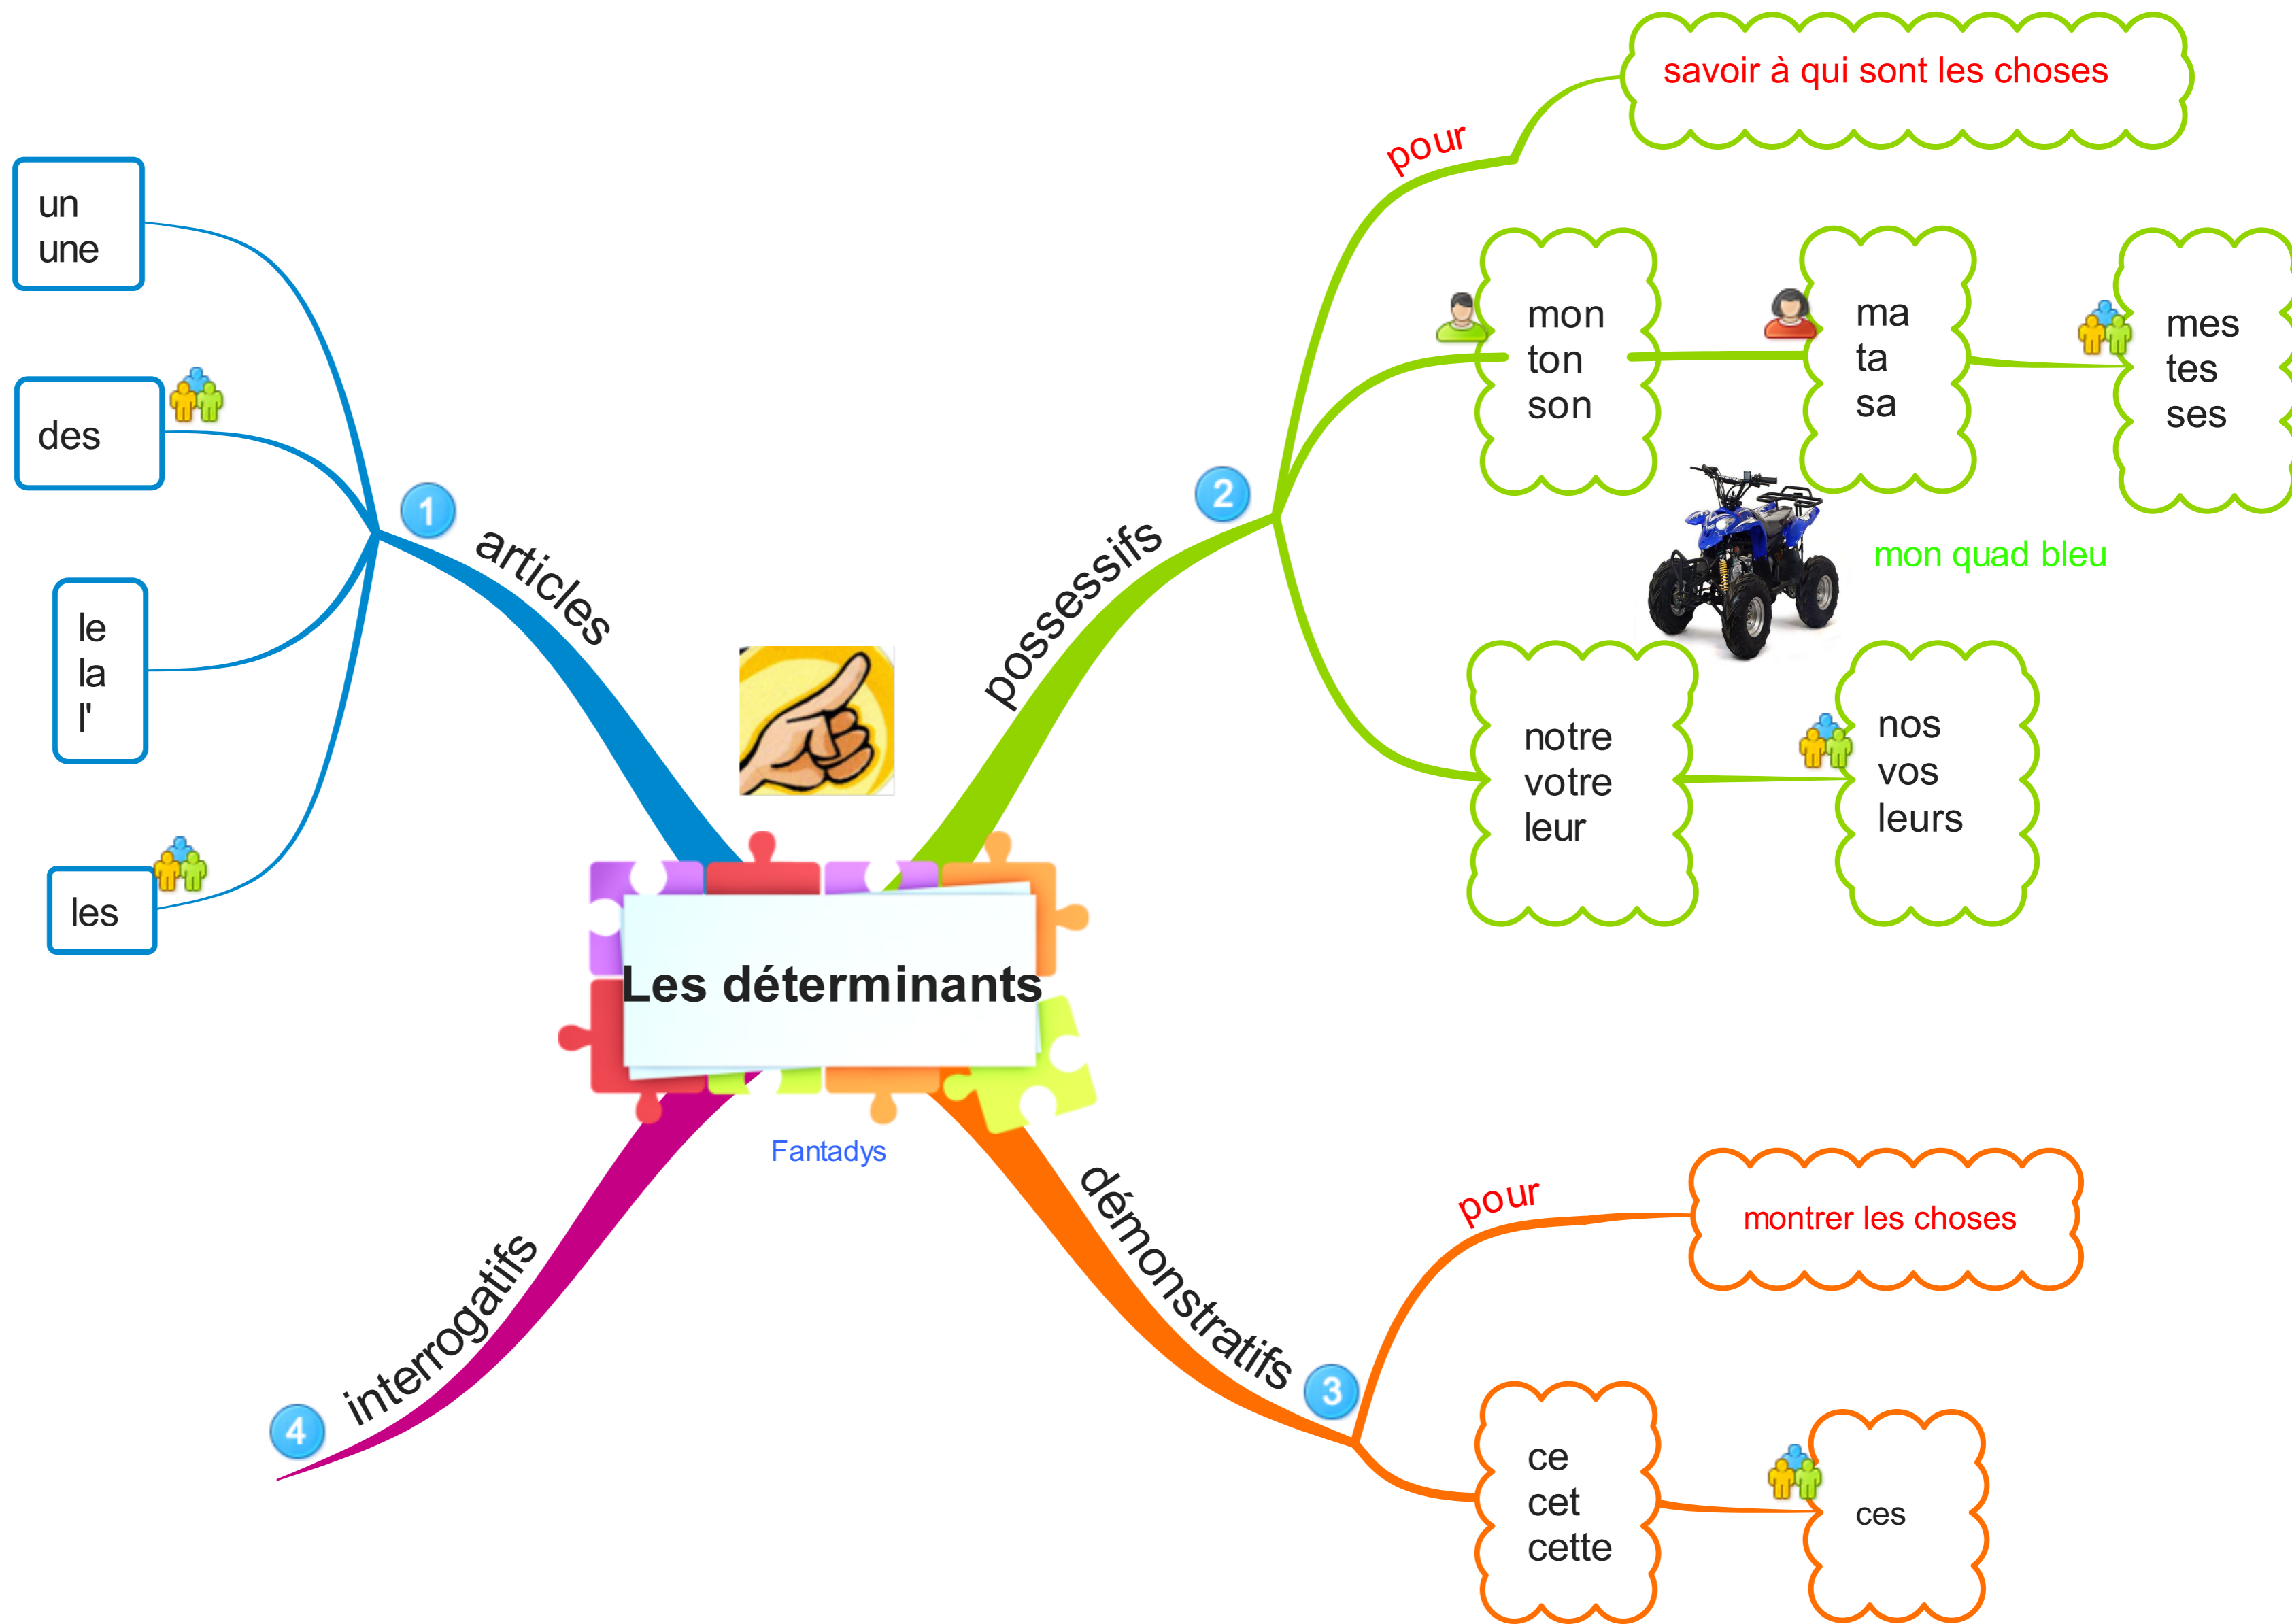 Les déterminants
Fantadys
1
articles
un
une
des
le
la
l'
les
2
possessifs
pour
savoir à qui sont les choses
mon
ton
son
ma
ta
sa
mes
tes
ses
mon quad bleu
notre
votre
leur
nos
vos
leurs
3
démonstratifs
pour
montrer les choses
ce
cet
cette
ces
4
interrogatifs